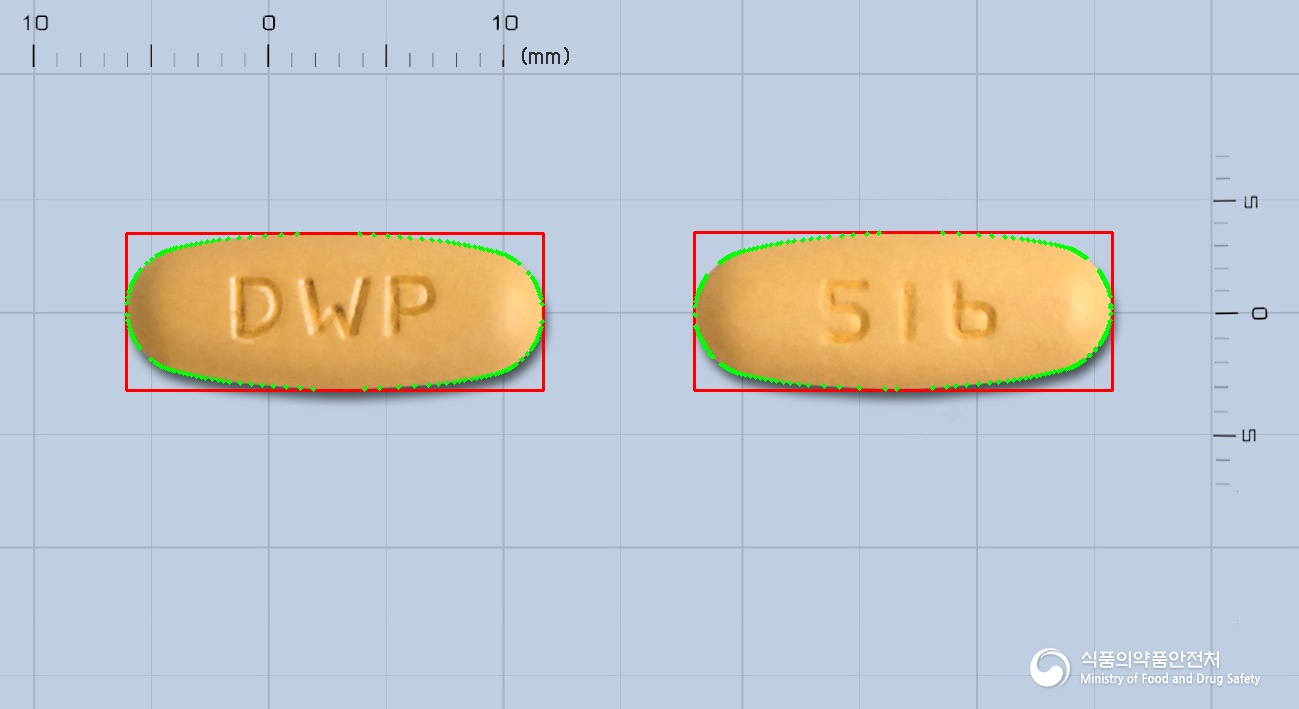 10 0 10
(mm)
5
0
5
DWP
SIb
식품의약품안전처
Ministry of Food and Drug Safety